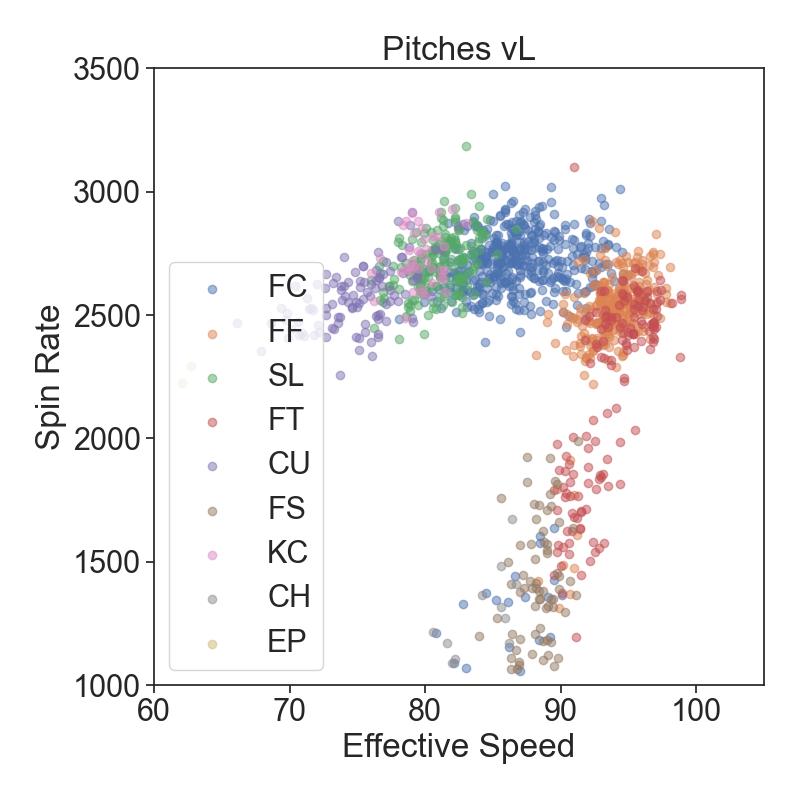 Pitches vL
3500
3000
2500
2000
1500
1000
Spin Rate
FC
FF
SL
FT
CU
FS
KC
CH
EP
60 70 80 90 100
Effective Speed